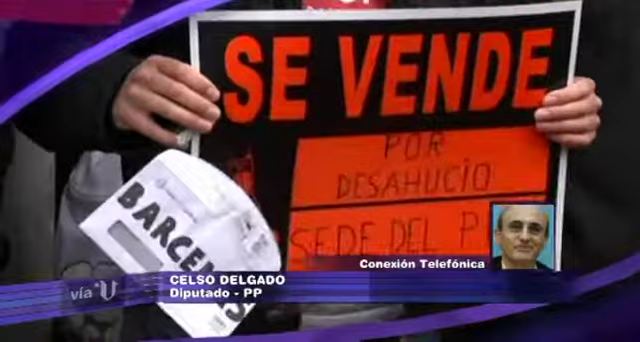 SE VENDE
POR
DESAHUCIO
SEDE DEL
BARCE
Conexión Telefónica
CELSO DELGADO
Diputado - PP
vía U